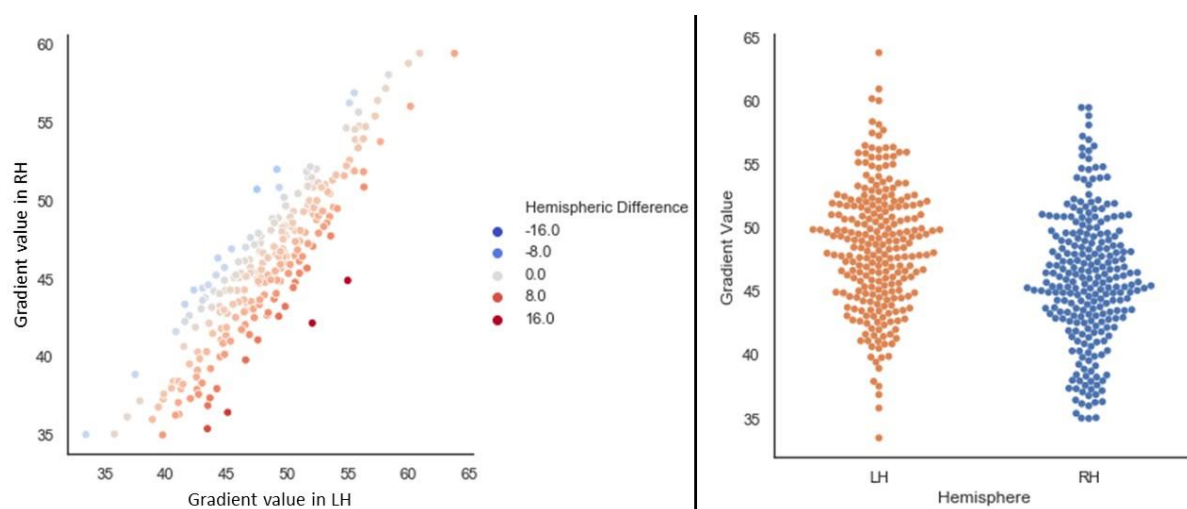 Gradient value in RH
60
55
50
45
40
35
35 40 45 50 55 60 65
Gradient value in LH
Hemispheric Difference
-16.0
-8.0
0.0
8.0
16.0
Gradient Value
65
60
55
50
45
40
35
LH RH
Hemisphere